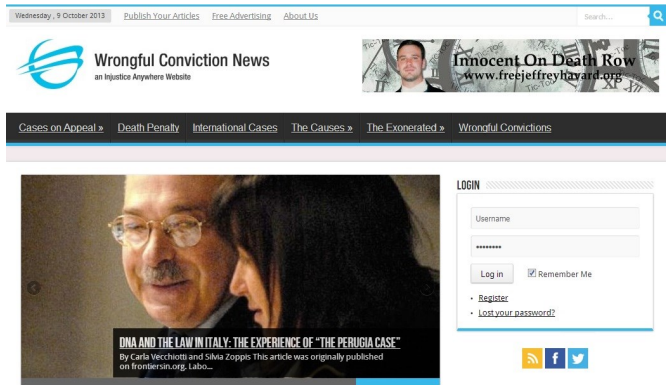 Wednesday , 9 October 2013
Publish Your Articles
Free Advertising
About Us
Search...
Wrongful Conviction News
an Injustice Anywhere Website
Innocent On Death Row
www.freejeffreyhavard.org
Cases on Appeal »
Death Penalty
International Cases
The Causes »
The Exonerated »
Wrongful Convictions
LOGIN
Username
Log in
Remember Me
Register
Lost your password?
DNA AND THE LAW IN ITALY: THE EXPERIENCE OF “THE PERUGIA CASE”
By Carla Vecchiotti and Silvia Zoppis This article was originally published
on frontiersin.org. Labo...